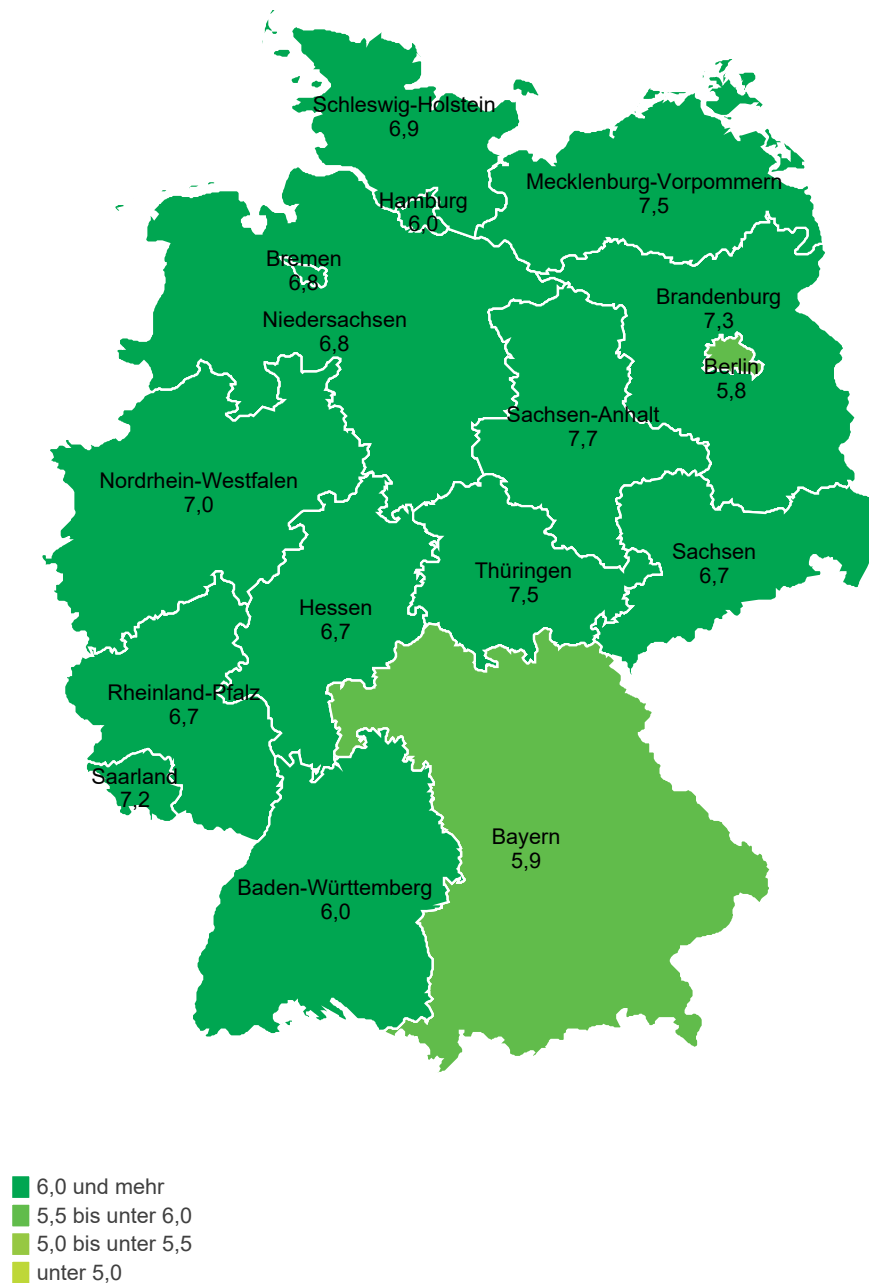 Schleswig-Holstein
6,9
Mecklenburg-Vorpommern
7,5
Hamburg
6,0
Bremen
6,8
Brandenburg
7,3
Niedersachsen
6,8
Berlin
5,8
Sachsen-Anhalt
7,7
Nordrhein-Westfalen
7,0
Sachsen
6,7
Thüringen
7,5
Hessen
6,7
Rheinland-Pfalz
6,7
Saarland
7,2
Bayern
5,9
Baden-Württemberg
6,0
6,0 und mehr
5,5 bis unter 6,0
5,0 bis unter 5,5
unter 5,0